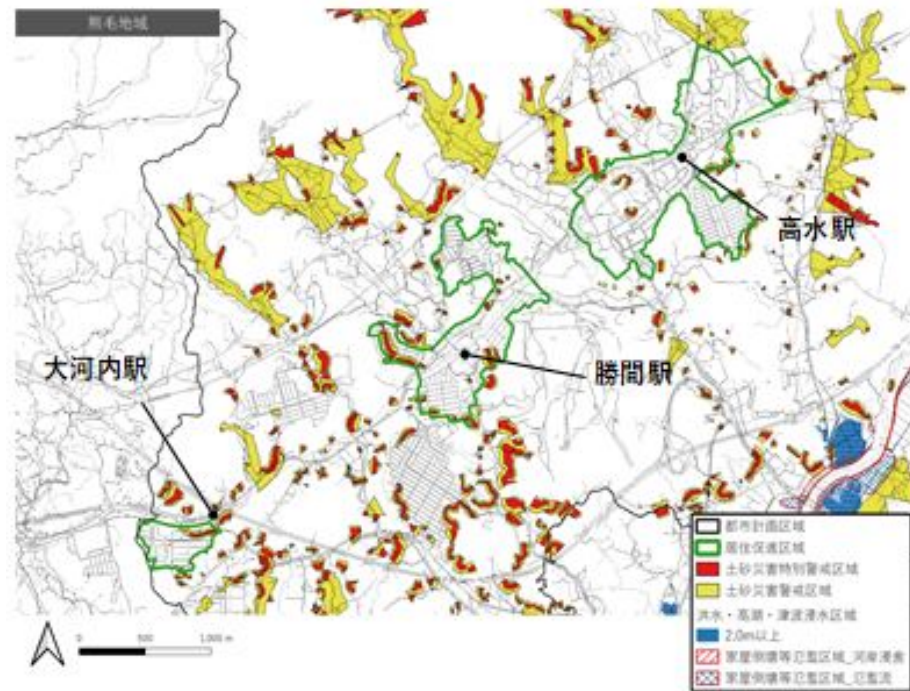 熊毛地域
高水駅
大河内駅
勝間駅
都市計画区域
居住促進区域
土砂災害特別警戒区域
土砂災害警戒区域
洪水・高潮・津波浸水区域
2.0m以上
家屋倒壊等氾濫区域_河岸浸食
家屋倒壊等氾濫区域_氾濫流
0 500 1,000 m